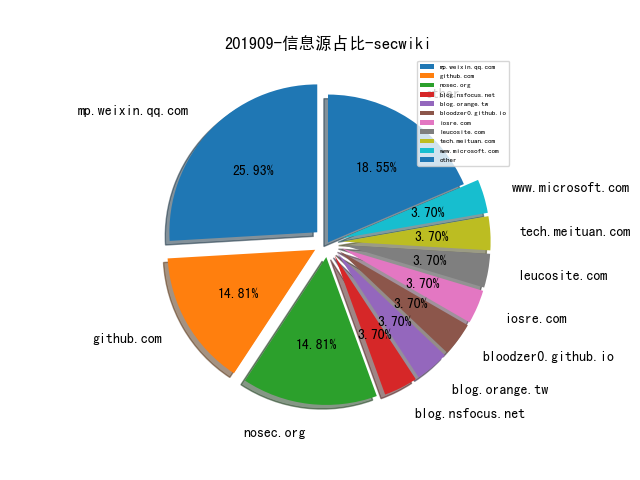 201909-信息源占比-secwiki
mp.weixin.qq.com
github.com
nosec.org
blog.nsfocus.net
blog.orange.tw
bloodzer0.github.io
iosre.com
leucosite.com
tech.meituan.com
www.microsoft.com
other
mp.weixin.qq.com
25.93%
18.55%
www.microsoft.com
3.70%
tech.meituan.com
3.70%
leucosite.com
3.70%
iosre.com
3.70%
bloodzer0.github.io
3.70%
blog.orange.tw
3.70%
blog.nsfocus.net
3.70%
nosec.org
14.81%
github.com
14.81%